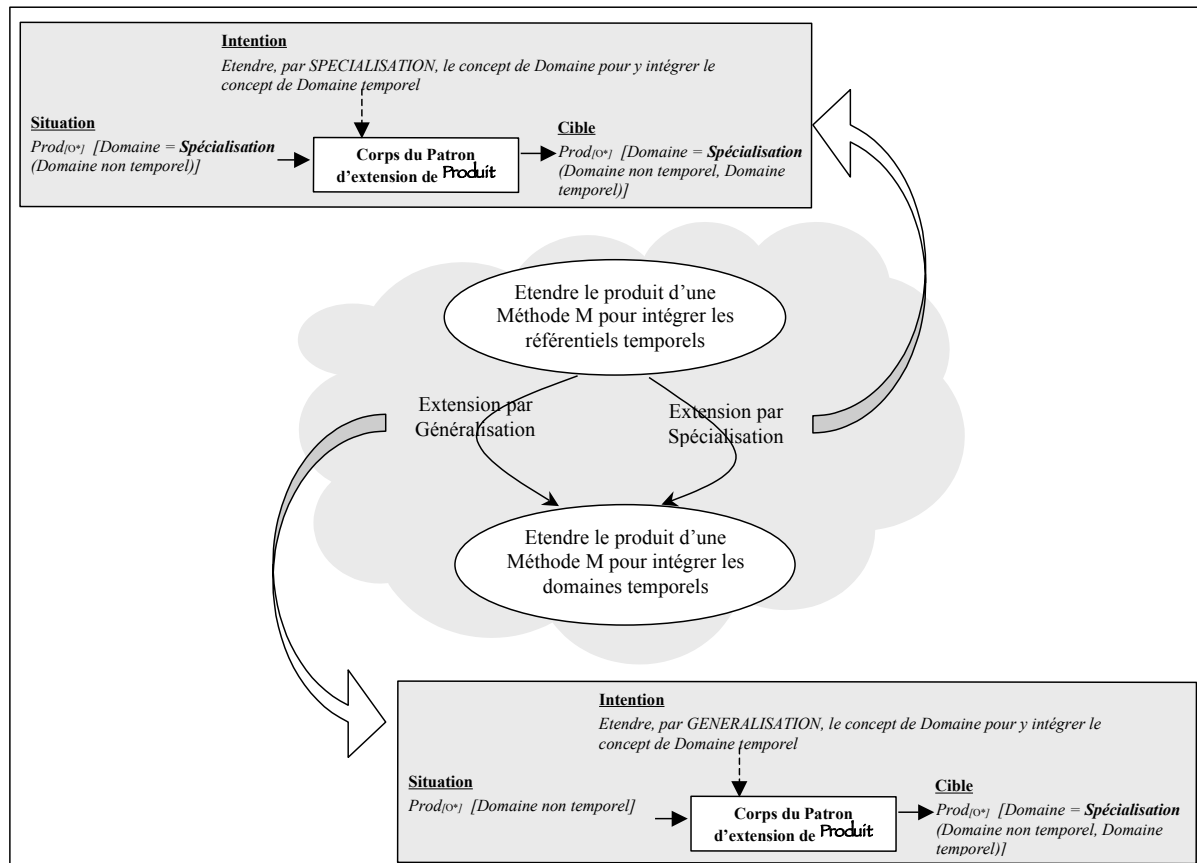 Intention
Etendre, par SPECIALISATION, le concept de Domaine pour y intégrer le
concept de Domaine temporel
Situation
Prod[O*] [Domaine = Spécialisation
(Domaine non temporel)]
Corps du Patron
d'extension de Produit
Cible
Prod[O*] [Domaine = Spécialisation
(Domaine non temporel, Domaine
temporel)]
Etendre le produit d'une
Méthode M pour intégrer les
référentiels temporels
Extension par
Généralisation
Extension par
Spécialisation
Etendre le produit d'une
Méthode M pour intégrer les
domaines temporels
Intention
Etendre, par GENERALISATION, le concept de Domaine pour y intégrer le
concept de Domaine temporel
Situation
Prod[O*] [Domaine non temporel]
Corps du Patron
d'extension de Produit
Cible
Prod[O*] [Domaine = Spécialisation
(Domaine non temporel, Domaine
temporel)]